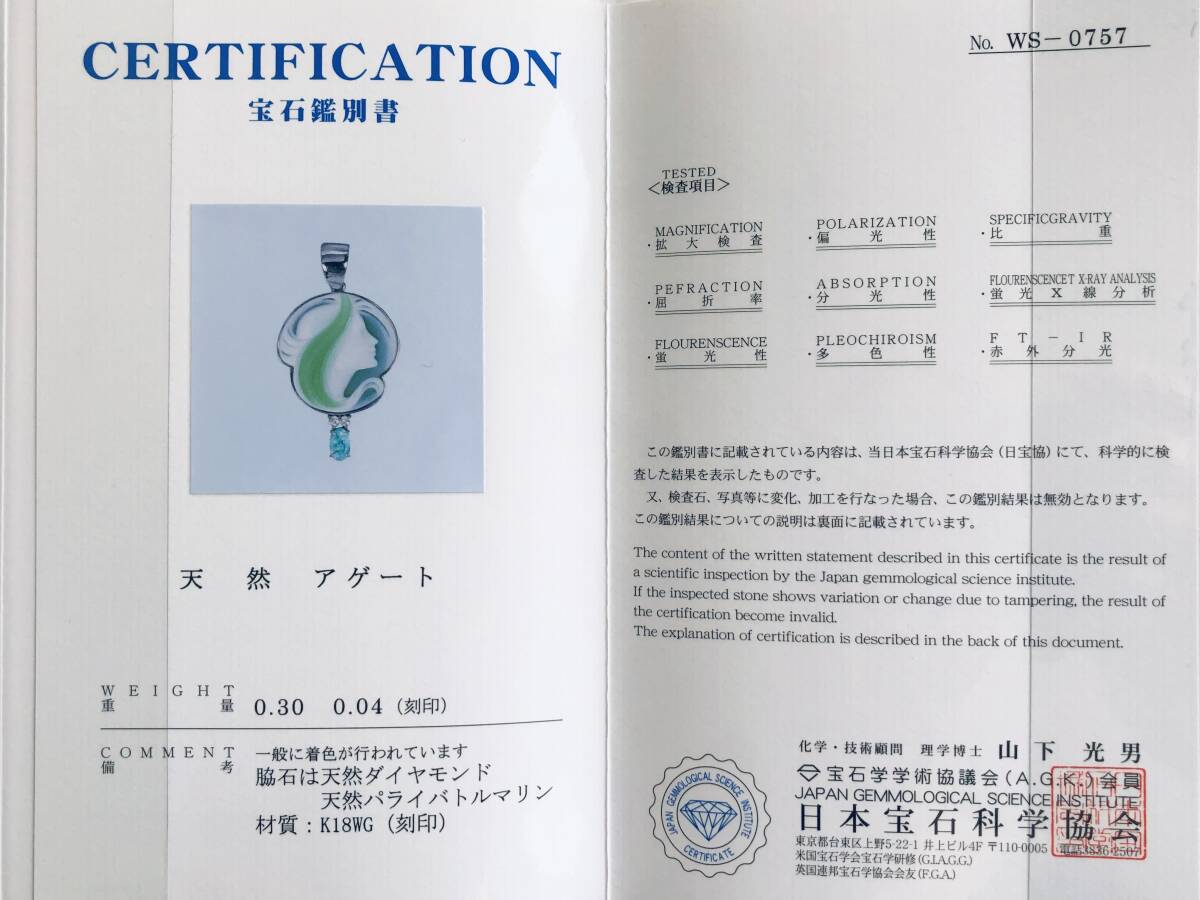 CERTIFICATION
宝石鑑別書
天然 アゲート
WEIGHT
重量 0.30 0.04 (刻印)
COMMENT
備考 一般に着色が行われています
脇石は天然ダイヤモンド
天然パライバトルマリン
材質：K18WG (刻印)
No. WS-0757
TESTED
<検査項目>
MAGNIFICATION
・拡大検査
POLARIZATION
・偏光性
SPECIFICGRAVITY
・比重
PEFRACTION
・屈折率
ABSORPTION
・分光性
FLOURENSCENCET X-RAY ANALYSIS
・蛍光X線分析
FLOURENSCENCE
・蛍光性
PLEOCHIROISM
・多色性
FT-IR
・赤外分光
この鑑別書に記載されている内容は、当日本宝石科学協会(日宝協)にて、科学的に検
査した結果を表示したものです。
又、検査石、写真等に変化、加工を行なった場合、この鑑別結果は無効となります。
この鑑別結果についての説明は裏面に記載されています。
The content of the written statement described in this certificate is the result of
a scientific inspection by the Japan gemmological science institute.
If the inspected stone shows variation or change due to tampering, the result of
the certification become invalid.
The explanation of certification is described in the back of this document.
JAPAN GEMMOLOGICAL SCIENCE INSTITUTE
CERTIFICATE
化学・技術顧問 理学博士 山下光男
宝石学学術協議会(A.G.K.)会員
JAPAN GEMMOLOGICAL SCIENCE INSTITUTE
日本宝石科学協会
東京都台東区上野5-22-1 井上ビル4F 〒110-0005 電話3836-2507
米国宝石学会宝石学研修(G.I.A.G.G.)
英国連邦宝石学協会会友(F.G.A.)